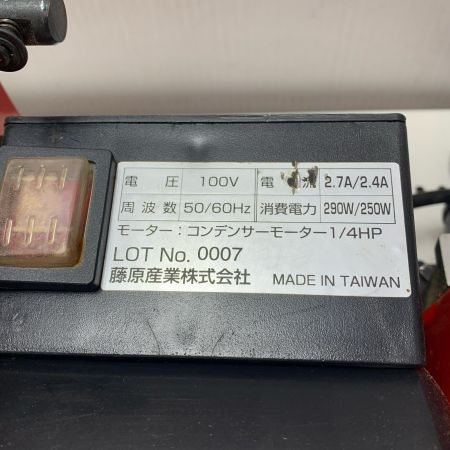 電圧 100V 電流 2.7A/2.4A
周波数 50/60Hz 消費電力 290W/250W
モーター：コンデンサーモーター1/4HP
LOT No. 0007
藤原産業株式会社 MADE IN TAIWAN